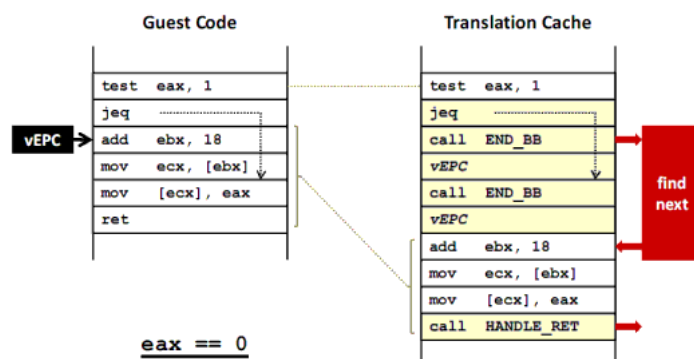 Guest Code
test eax, 1
jeq
vEPC
add ebx, 18
mov ecx, [ebx]
mov [ecx], eax
ret
eax == 0
Translation Cache
test eax, 1
jeq
call END_BB
vEPC
call END_BB
vEPC
add ebx, 18
mov ecx, [ebx]
mov [ecx], eax
call HANDLE_RET
find
next